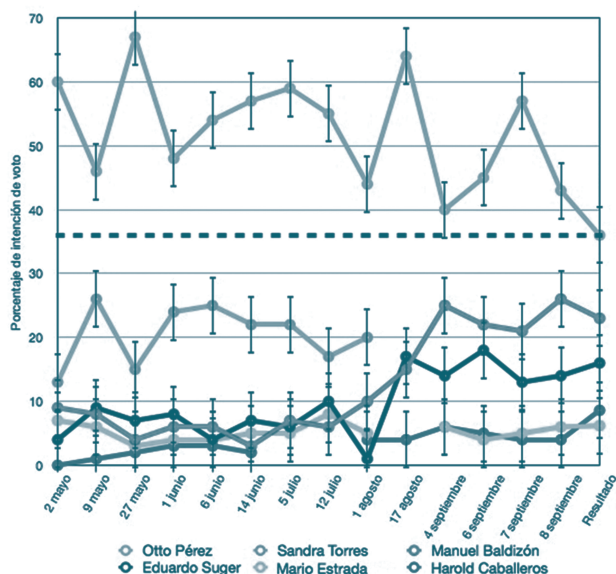 Porcentaje de intención de voto
70
60
50
40
30
20
10
0
2 mayo
9 mayo
27 mayo
1 junio
6 junio
14 junio
5 julio
12 julio
1 agosto
17 agosto
4 septiembre
6 septiembre
7 septiembre
8 septiembre
Resultado
Otto Pérez Sandra Torres Manuel Baldizón
Eduardo Suger Mario Estrada Harold Caballeros